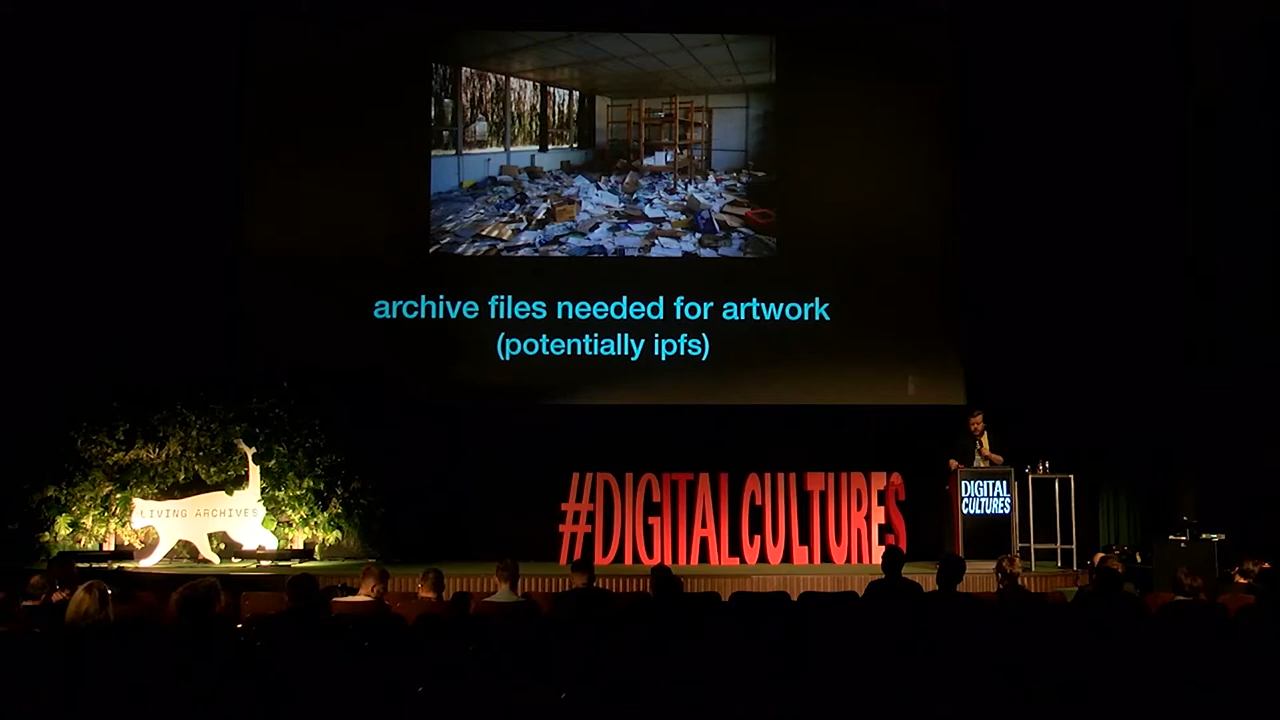 archive files needed for artwork
(potentially ipfs)
LIVING ARCHIVES
#DIGITALCULTURES
DIGITAL
CULTURES